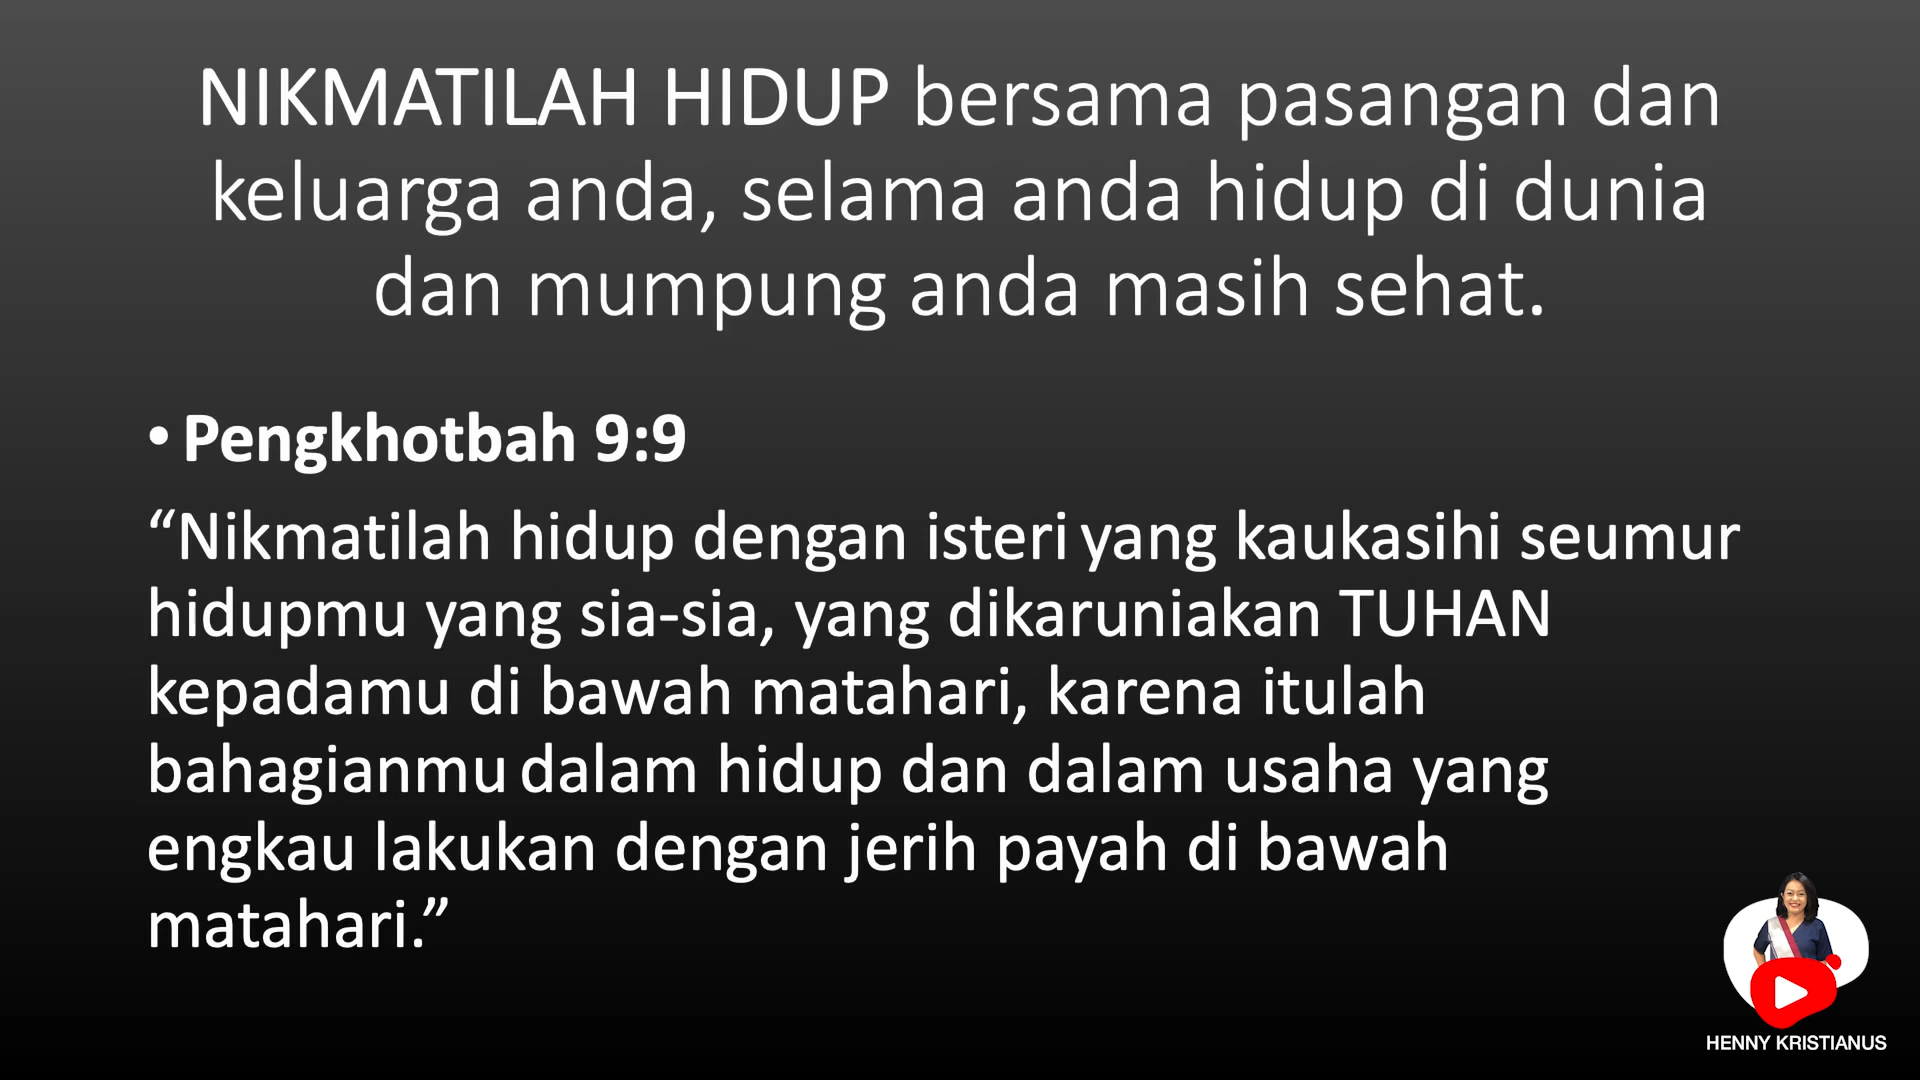 NIKMATILAH HIDUP bersama pasangan dan
keluarga anda, selama anda hidup di dunia
dan mumpung anda masih sehat.
• Pengkhotbah 9:9
“Nikmatilah hidup dengan isteri yang kaukasihi seumur
hidupmu yang sia-sia, yang dikaruniakan TUHAN
kepadamu di bawah matahari, karena itulah
bahagianmu dalam hidup dan dalam usaha yang
engkau lakukan dengan jerih payah di bawah
matahari.”
HENNY KRISTIANUS